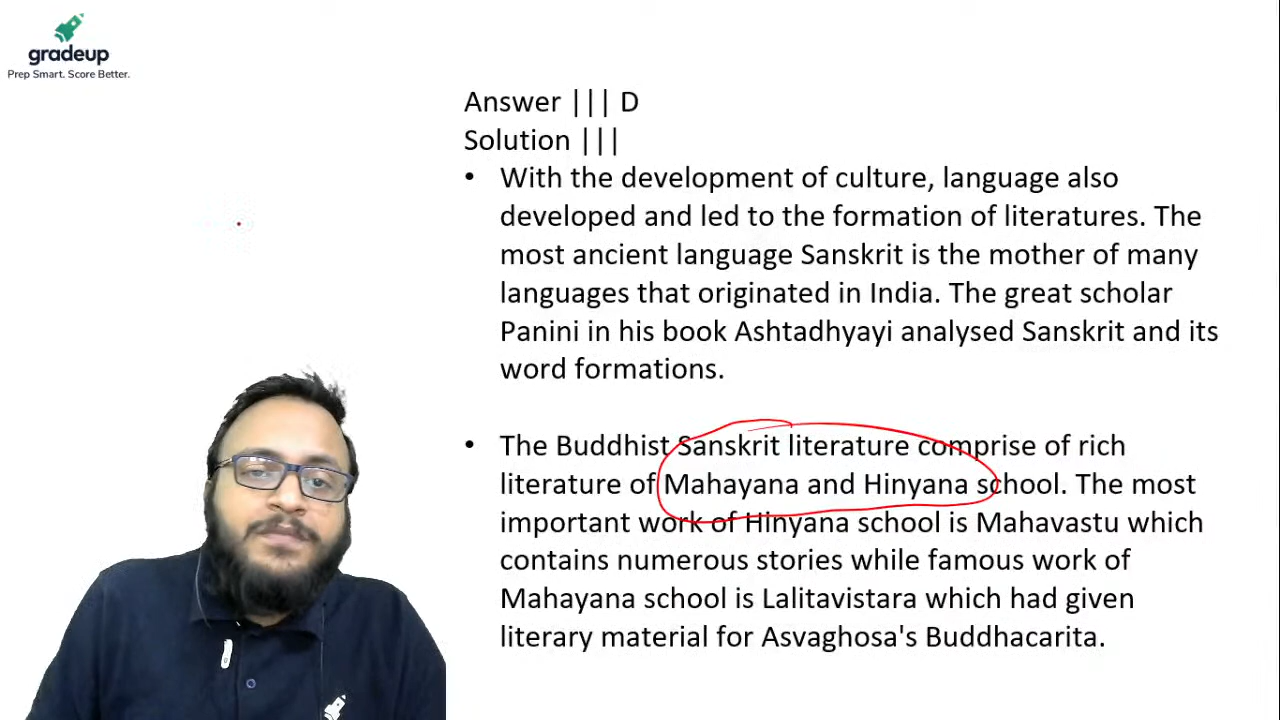 gradeup
Prep Smart. Score Better.
Answer ||| D
Solution |||
• With the development of culture, language also
developed and led to the formation of literatures. The
most ancient language Sanskrit is the mother of many
languages that originated in India. The great scholar
Panini in his book Ashtadhyayi analysed Sanskrit and its
word formations.
• The Buddhist Sanskrit literature comprise of rich
literature of Mahayana and Hinyana school. The most
important work of Hinyana school is Mahavastu which
contains numerous stories while famous work of
Mahayana school is Lalitavistara which had given
literary material for Asvaghosa's Buddhacarita.